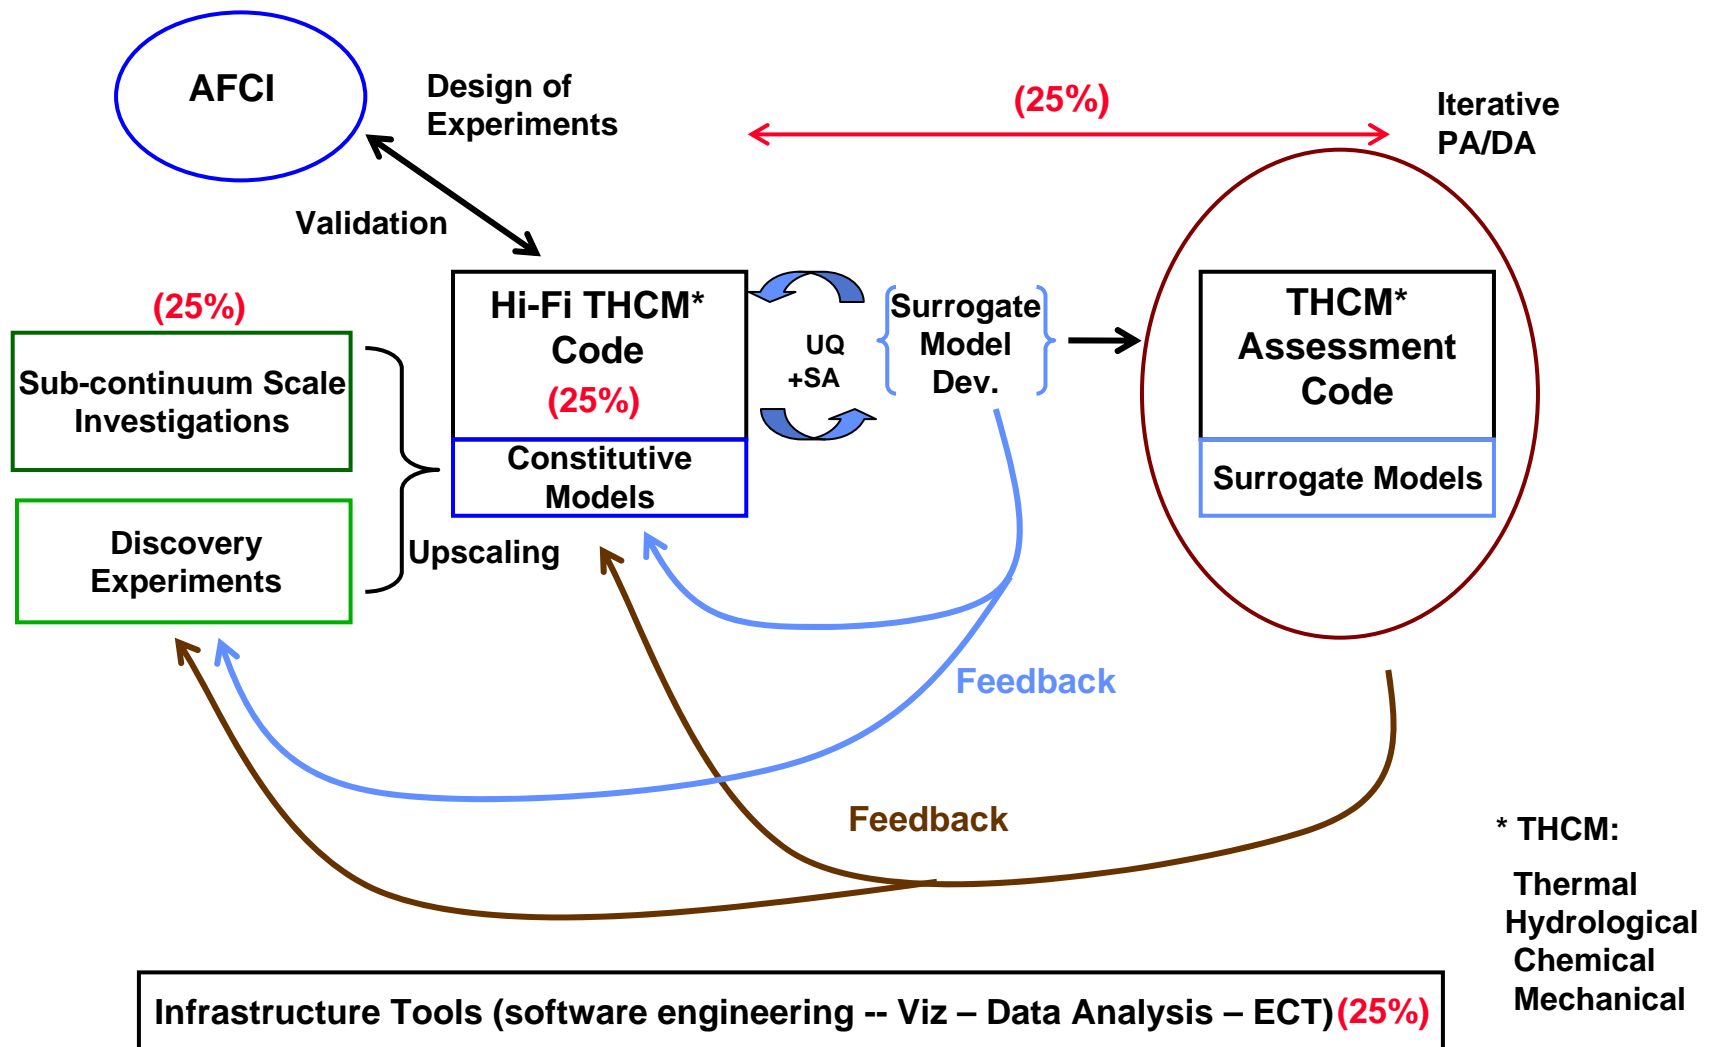 AFCI
Design of
Experiments
(25%)
Iterative
PA/DA
Validation
(25%)
Sub-continuum Scale
Investigations
Discovery
Experiments
Upscaling
Hi-Fi THCM*
Code
(25%)
Constitutive
Models
UQ
+SA
Surrogate
Model
Dev.
THCM*
Assessment
Code
Surrogate Models
Feedback
Feedback
* THCM:
Thermal
Hydrological
Chemical
Mechanical
Infrastructure Tools (software engineering -- Viz – Data Analysis – ECT) (25%)